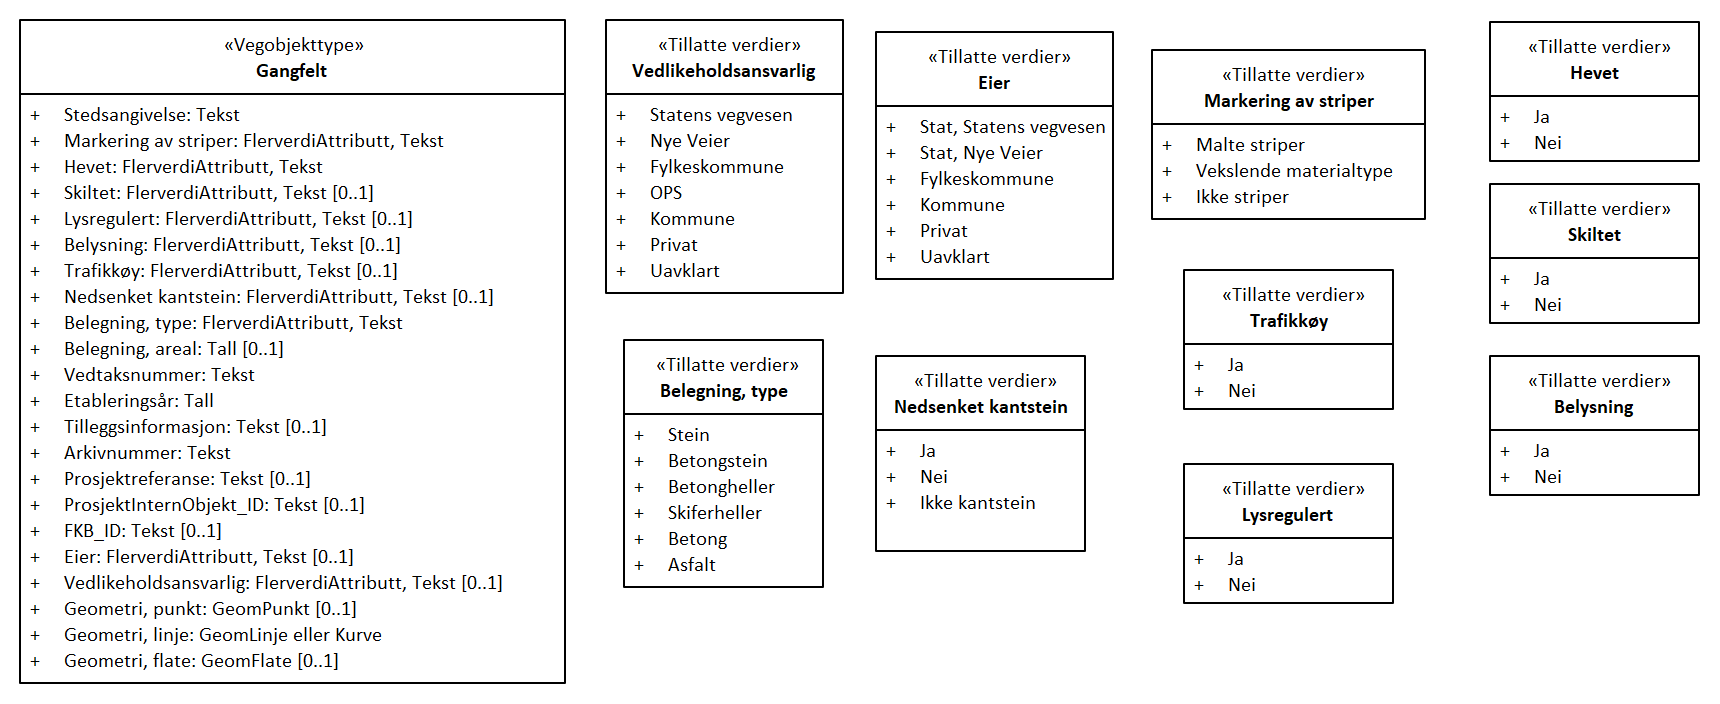 «Vegobjekttype»
Gangfelt
+ Stedsangivelse: Tekst
+ Markering av striper: FlerverdiAttributt, Tekst
+ Hevet: FlerverdiAttributt, Tekst
+ Skiltet: FlerverdiAttributt, Tekst [0..1]
+ Lysregulert: FlerverdiAttributt, Tekst [0..1]
+ Belysning: FlerverdiAttributt, Tekst [0..1]
+ Trafikkøy: FlerverdiAttributt, Tekst [0..1]
+ Nedsenket kantstein: FlerverdiAttributt, Tekst [0..1]
+ Belegning, type: FlerverdiAttributt, Tekst
+ Belegning, areal: Tall [0..1]
+ Vedtaksnummer: Tekst
+ Etableringsår: Tall
+ Tilleggsinformasjon: Tekst [0..1]
+ Arkivnummer: Tekst
+ Prosjektreferanse: Tekst [0..1]
+ ProsjektInternObjekt_ID: Tekst [0..1]
+ FKB_ID: Tekst [0..1]
+ Eier: FlerverdiAttributt, Tekst [0..1]
+ Vedlikeholdsansvarlig: FlerverdiAttributt, Tekst [0..1]
+ Geometri, punkt: GeomPunkt [0..1]
+ Geometri, linje: GeomLinje eller Kurve
+ Geometri, flate: GeomFlate [0..1]
«Tillatte verdier»
Vedlikeholdsansvarlig
+ Statens vegvesen
+ Nye Veier
+ Fylkeskommune
+ OPS
+ Kommune
+ Privat
+ Uavklart
«Tillatte verdier»
Belegning, type
+ Stein
+ Betongstein
+ Betongheller
+ Skiferheller
+ Betong
+ Asfalt
«Tillatte verdier»
Eier
+ Stat, Statens vegvesen
+ Stat, Nye Veier
+ Fylkeskommune
+ Kommune
+ Privat
+ Uavklart
«Tillatte verdier»
Nedsenket kantstein
+ Ja
+ Nei
+ Ikke kantstein
«Tillatte verdier»
Markering av striper
+ Malte striper
+ Vekslende materialtype
+ Ikke striper
«Tillatte verdier»
Trafikkøy
+ Ja
+ Nei
«Tillatte verdier»
Lysregulert
+ Ja
+ Nei
«Tillatte verdier»
Hevet
+ Ja
+ Nei
«Tillatte verdier»
Skiltet
+ Ja
+ Nei
«Tillatte verdier»
Belysning
+ Ja
+ Nei